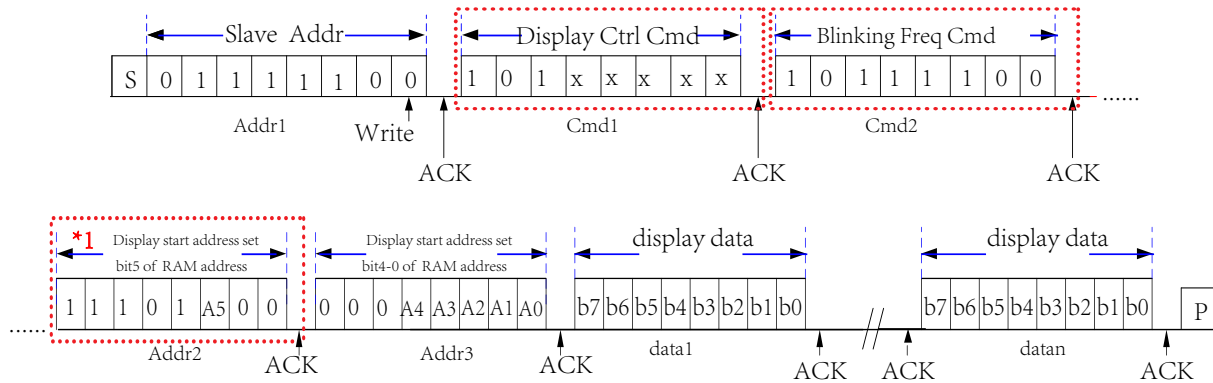 Slave Addr
Display Ctrl Cmd
Blinking Freq Cmd
S 0 1 1 1 1 1 0 0
1 0 1 x x x x x
1 0 1 1 1 1 0 0
......
Addr1
Write
Cmd1
Cmd2
ACK
ACK
ACK
*1 Display start address set
bit5 of RAM address
Display start address set
bit4-0 of RAM address
display data
display data
......
1 1 1 0 1 A5 0 0
0 0 0 A4 A3 A2 A1 A0
b7 b6 b5 b4 b3 b2 b1 b0
//
b7 b6 b5 b4 b3 b2 b1 b0
P
Addr2
ACK
Addr3
ACK
data1
ACK
ACK
datan
ACK